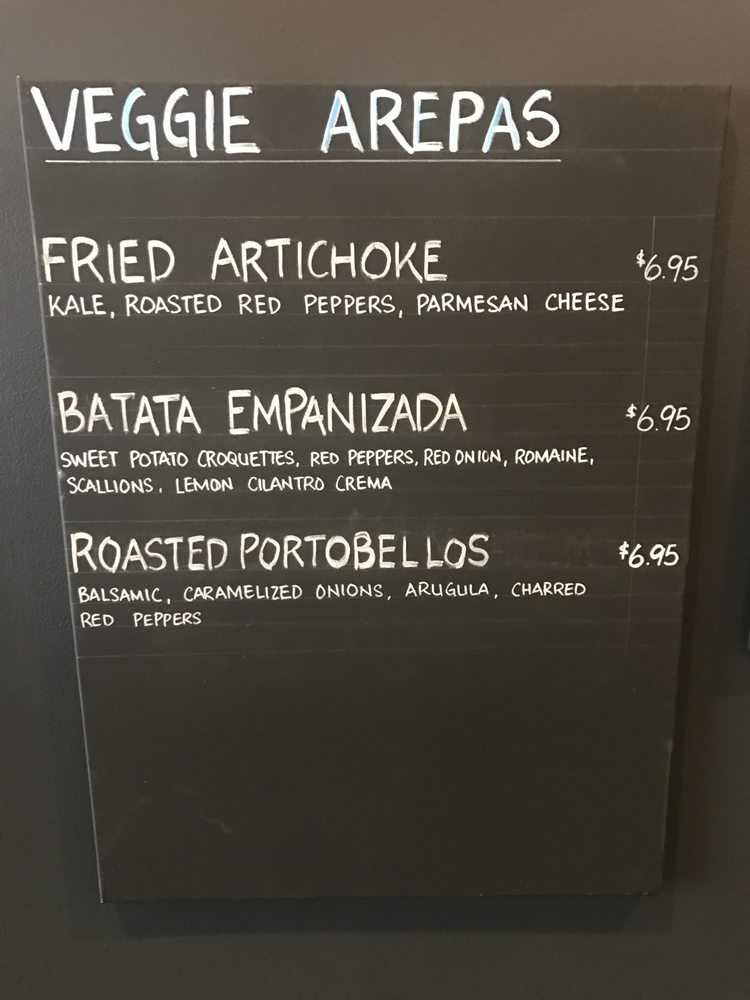 VEGGIE AREPAS
FRIED ARTICHOKE $6.95
KALE, ROASTED RED PEPPERS, PARMESAN CHEESE
BATATA EMPANIZADA $6.95
SWEET POTATO CROQUETTES, RED PEPPERS, RED ONION, ROMAINE,
SCALLIONS, LEMON CILANTRO CREMA
ROASTED PORTOBELLOS $6.95
BALSAMIC, CARAMELIZED ONIONS, ARUGULA, CHARRED
RED PEPPERS